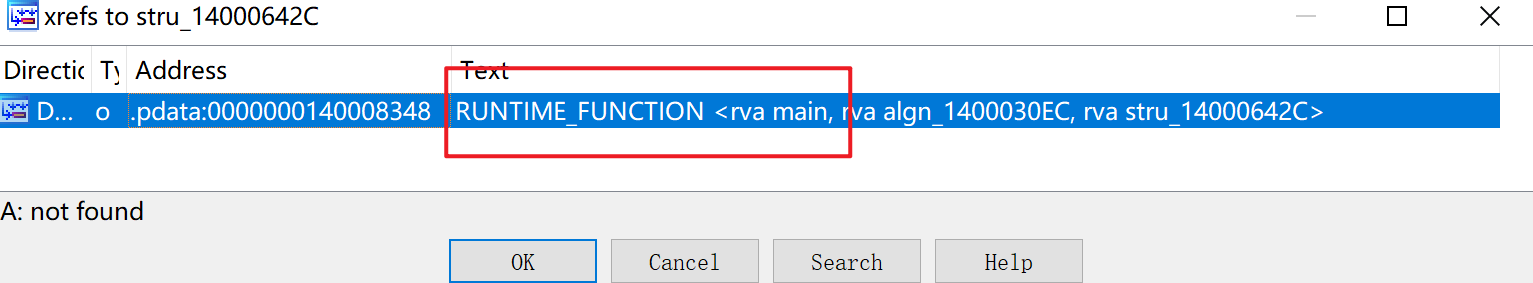 xrefs to stru_14000642C
Directic Ty Address Text
D... o .pdata:0000000140008348 RUNTIME_FUNCTION <rva main, rva algn_1400030EC, rva stru_14000642C>
A: not found
OK Cancel Search Help